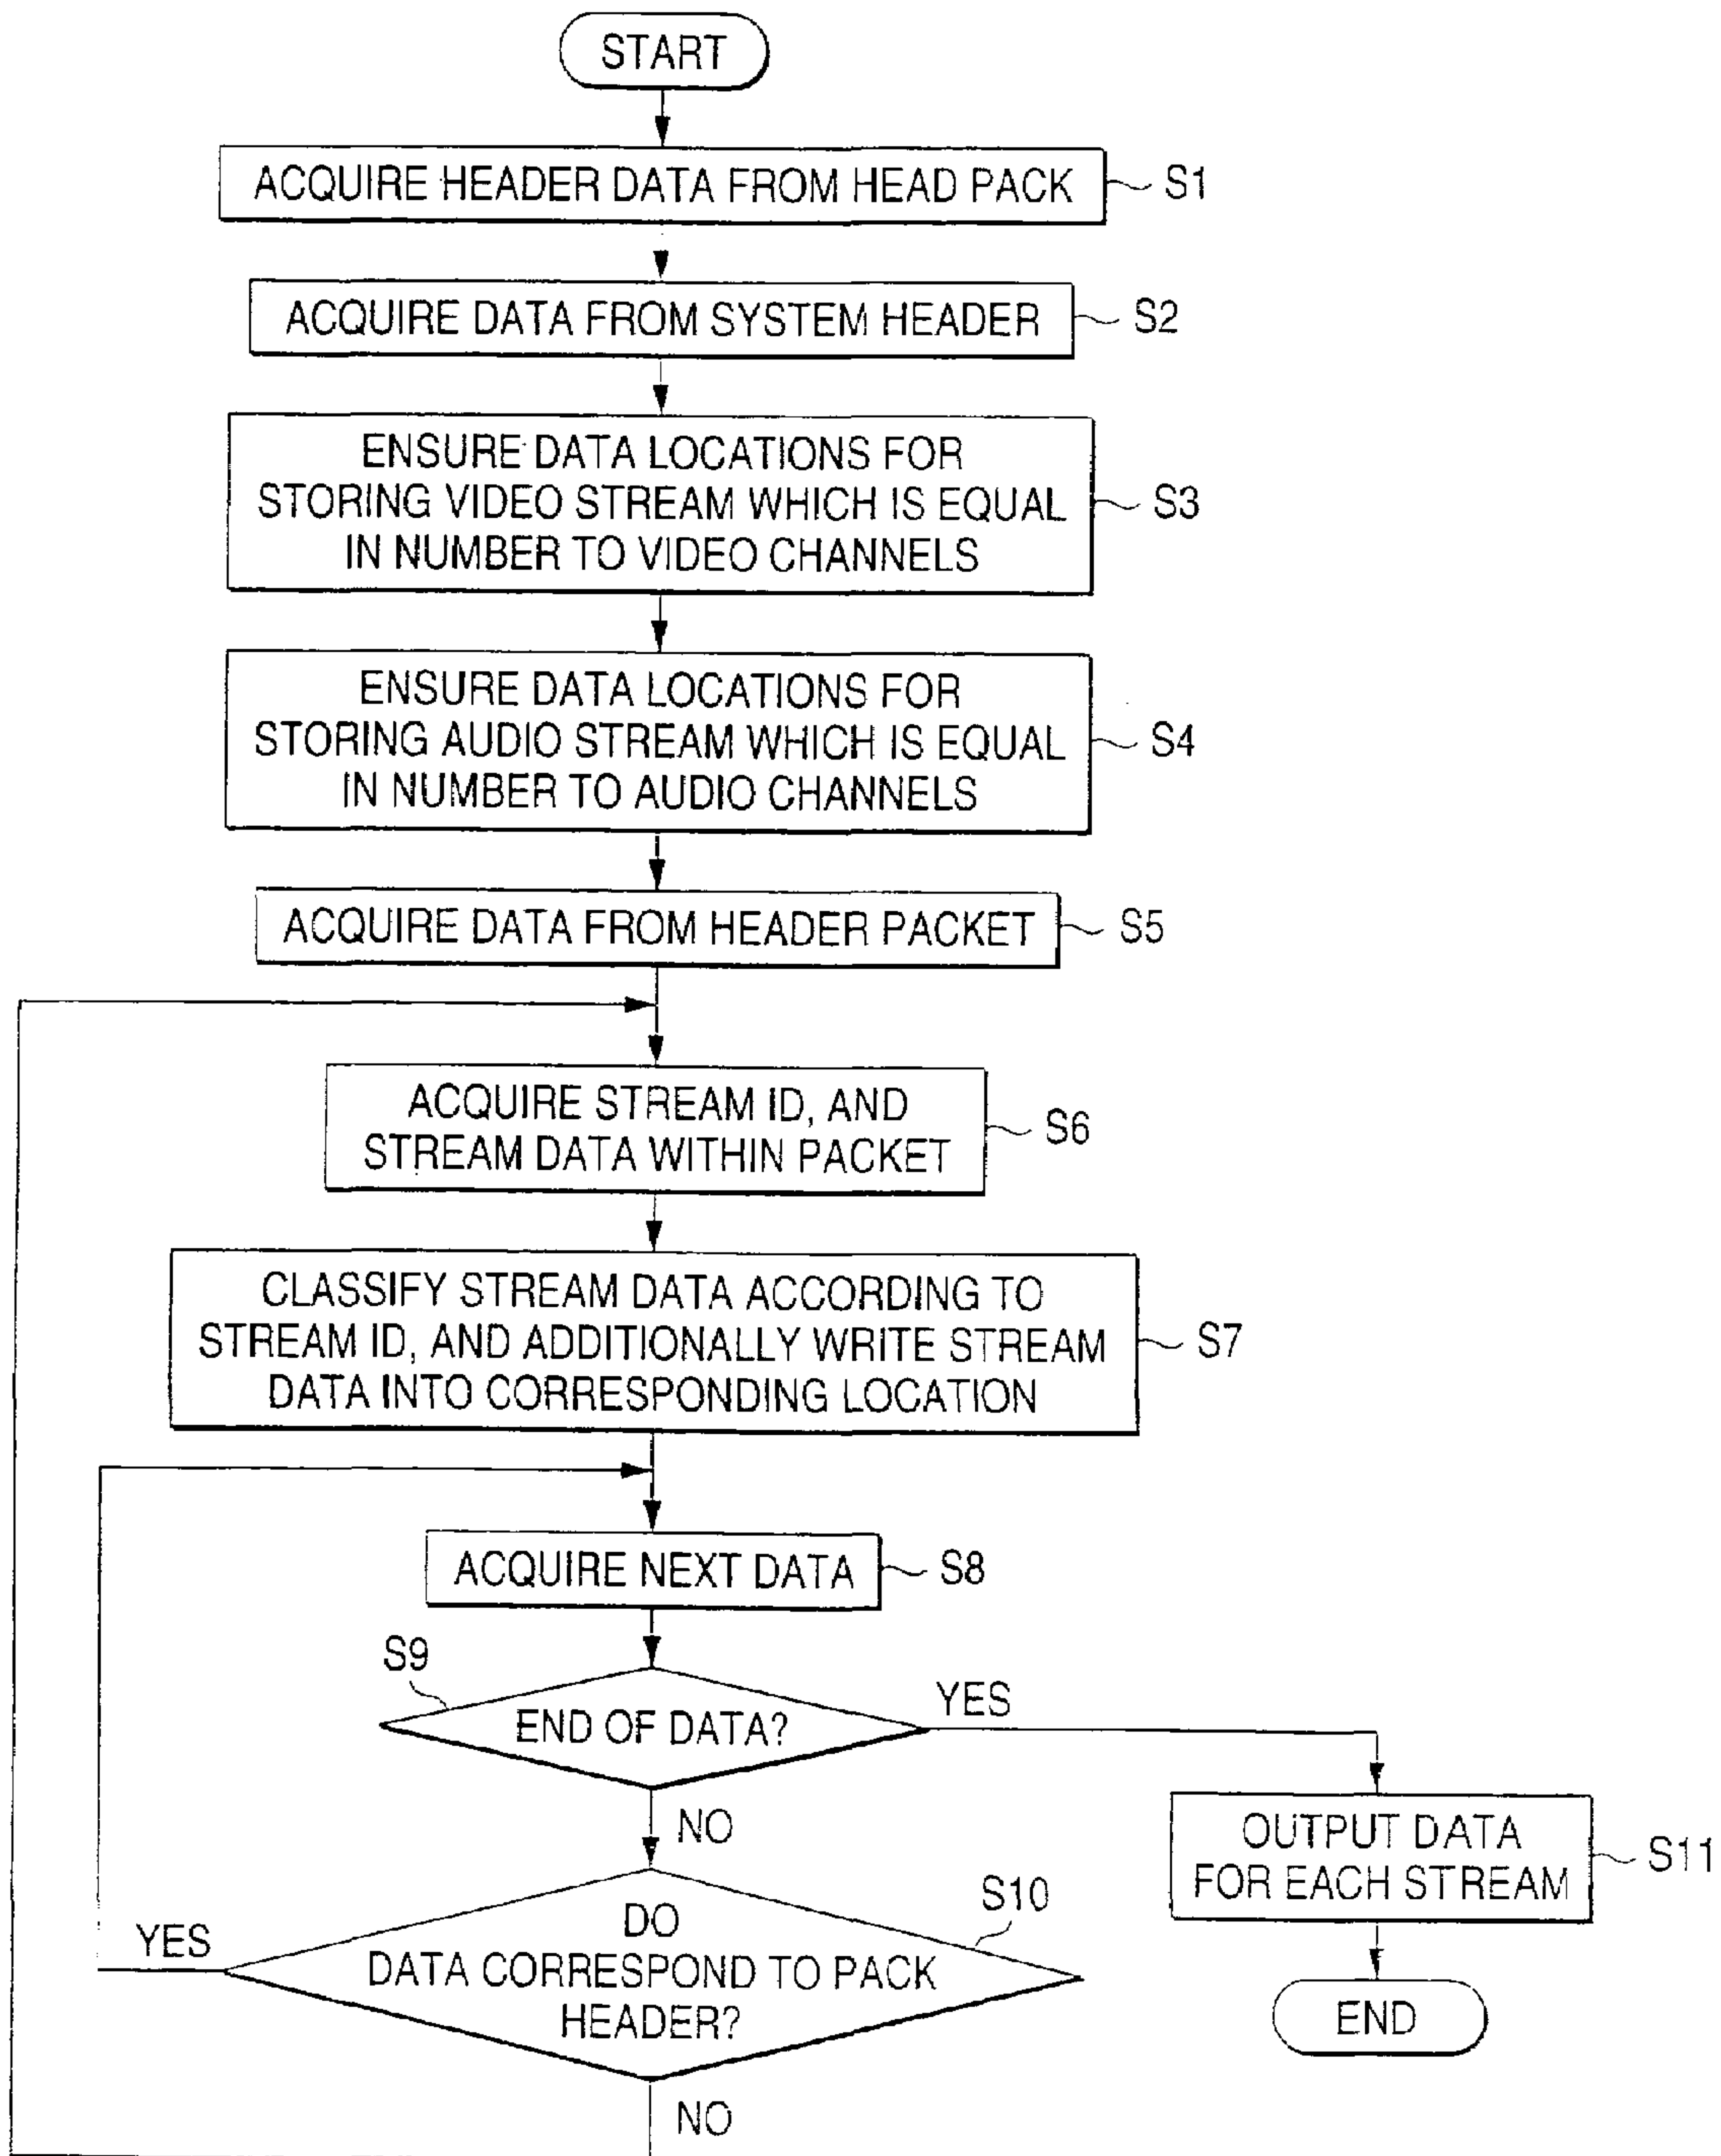 START
ACQUIRE HEADER DATA FROM HEAD PACK
S1
ACQUIRE DATA FROM SYSTEM HEADER
S2
ENSURE DATA LOCATIONS FOR
STORING VIDEO STREAM WHICH IS EQUAL
IN NUMBER TO VIDEO CHANNELS
S3
ENSURE DATA LOCATIONS FOR
STORING AUDIO STREAM WHICH IS EQUAL
IN NUMBER TO AUDIO CHANNELS
S4
ACQUIRE DATA FROM HEADER PACKET
S5
ACQUIRE STREAM ID, AND
STREAM DATA WITHIN PACKET
S6
CLASSIFY STREAM DATA ACCORDING TO
STREAM ID, AND ADDITIONALLY WRITE STREAM
DATA INTO CORRESPONDING LOCATION
S7
ACQUIRE NEXT DATA
S8
S9
END OF DATA?
YES
NO
OUTPUT DATA
FOR EACH STREAM
S11
S10
DO
DATA CORRESPOND TO PACK
HEADER?
YES
NO
END